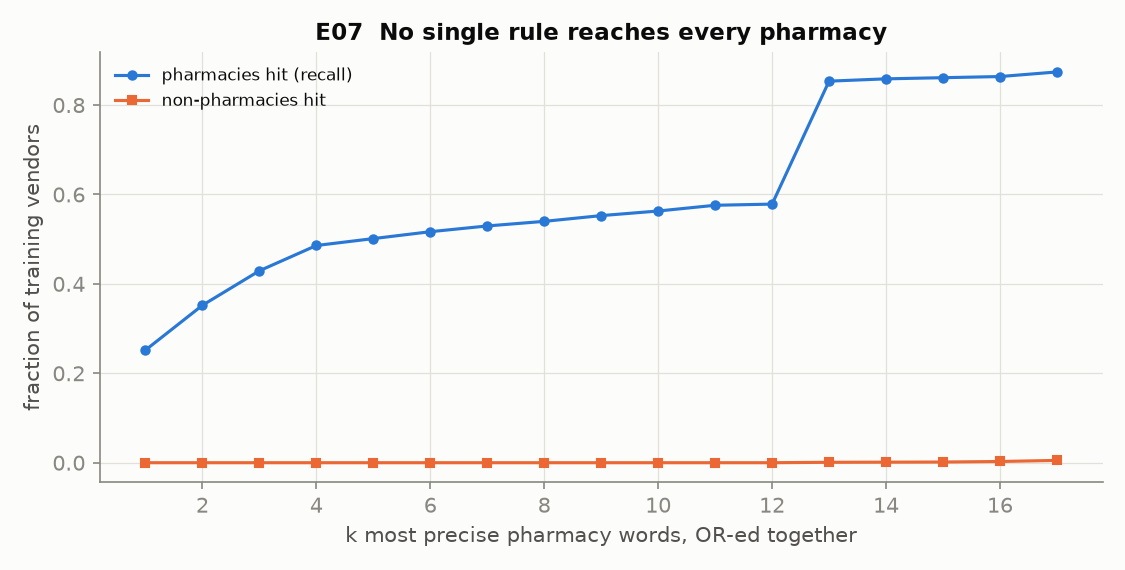 E07  No single rule reaches every pharmacy
pharmacies hit (recall)
non-pharmacies hit
fraction of training vendors
0.8
0.6
0.4
0.2
0.0
2 4 6 8 10 12 14 16
k most precise pharmacy words, OR-ed together